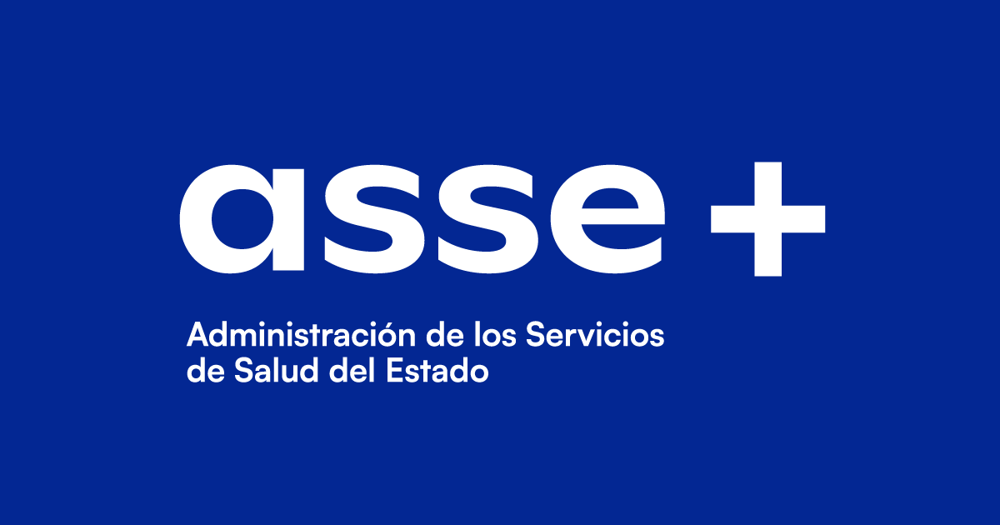 asse+
Administración de los Servicios
de Salud del Estado